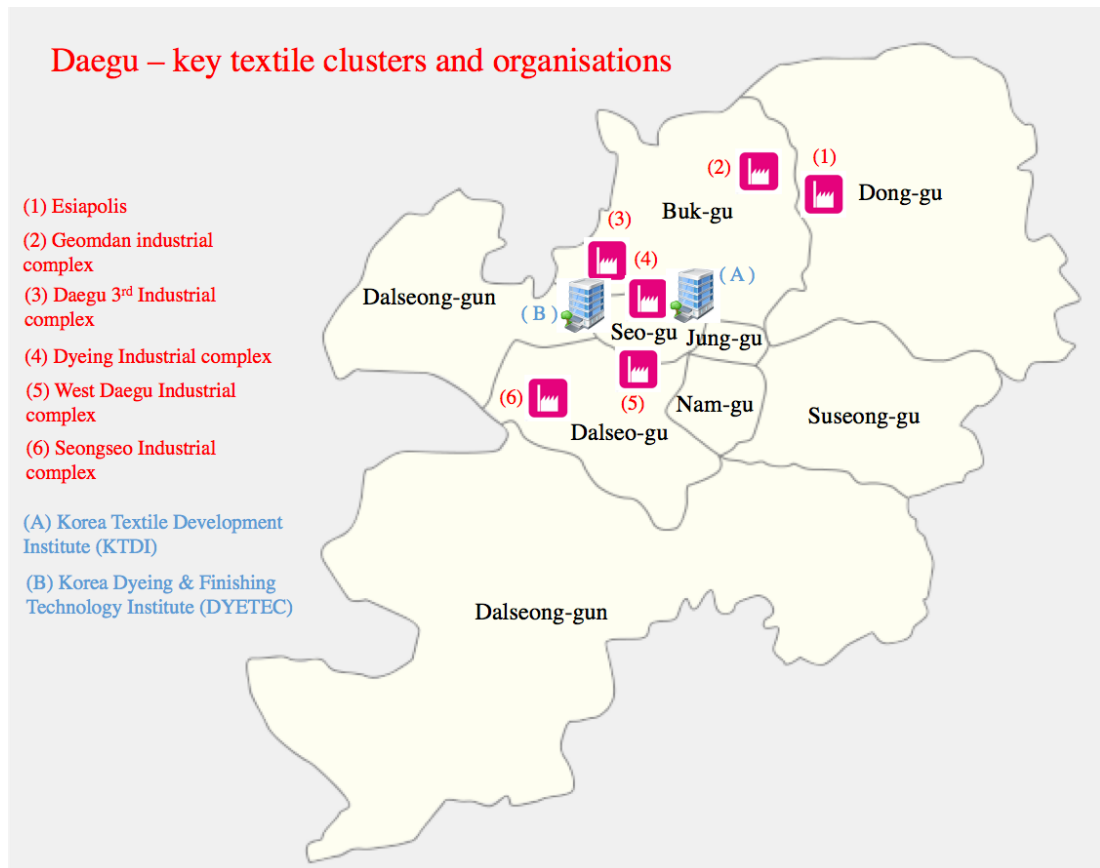 Daegu – key textile clusters and organisations
(1) Esiapolis
(2) Geomdan industrial
complex
(3) Daegu 3rd Industrial
complex
(4) Dyeing Industrial complex
(5) West Daegu Industrial
complex
(6) Seongseo Industrial
complex
(A) Korea Textile Development
Institute (KTDI)
(B) Korea Dyeing & Finishing
Technology Institute (DYETEC)
(1)
(2)
Dong-gu
Buk-gu
(3)
(4)
( A )
Dalseong-gun
( B )
Seo-gu
Jung-gu
(6)
(5)
Nam-gu
Suseong-gu
Dalseo-gu
Dalseong-gun